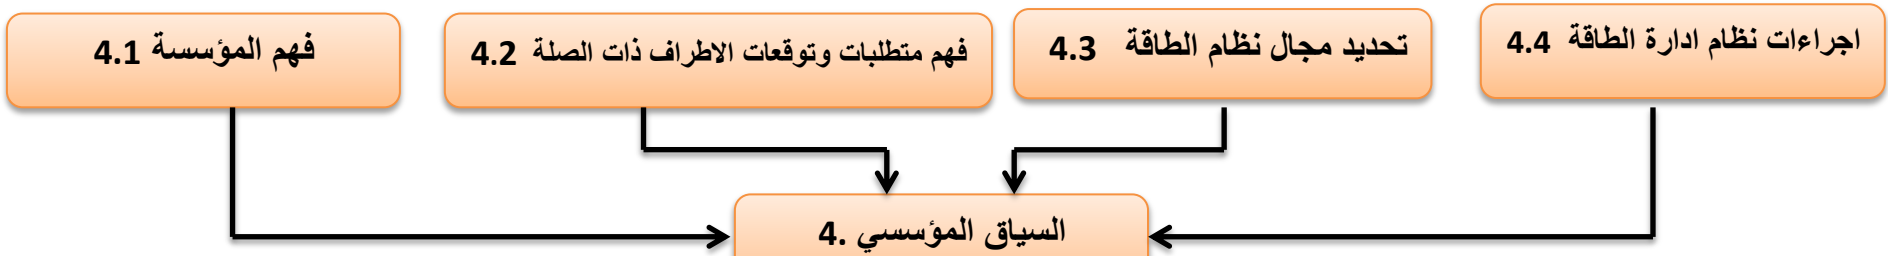 اجراءات نظام ادارة الطاقة 4.4
تحديد مجال نظام الطاقة 4.3
فهم متطلبات وتوقعات الاطراف ذات الصلة 4.2
فهم المؤسسة 4.1
السياق المؤسسي .4